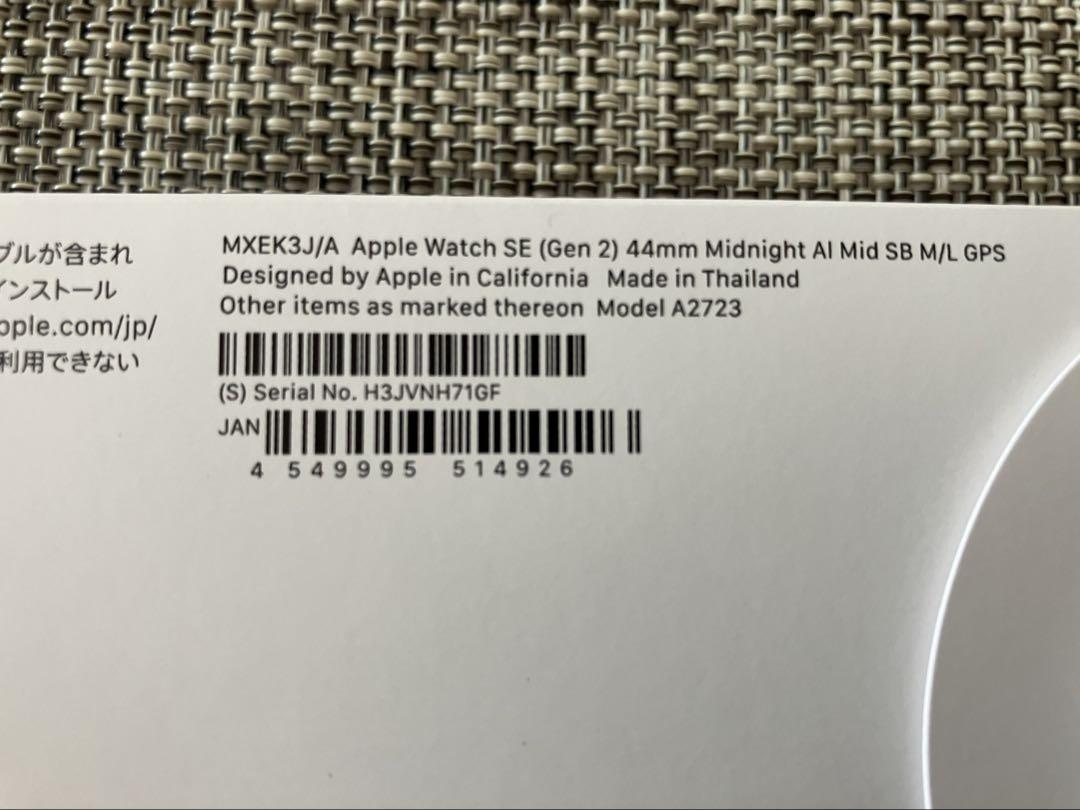 ブルが含まれ
インストール
pple.com/jp/
利用できない
MXEK3J/A Apple Watch SE (Gen 2) 44mm Midnight Al Mid SB M/L GPS
Designed by Apple in California Made in Thailand
Other items as marked thereon Model A2723
(S) Serial No. H3JVNH71GF
JAN
4 549995 514926